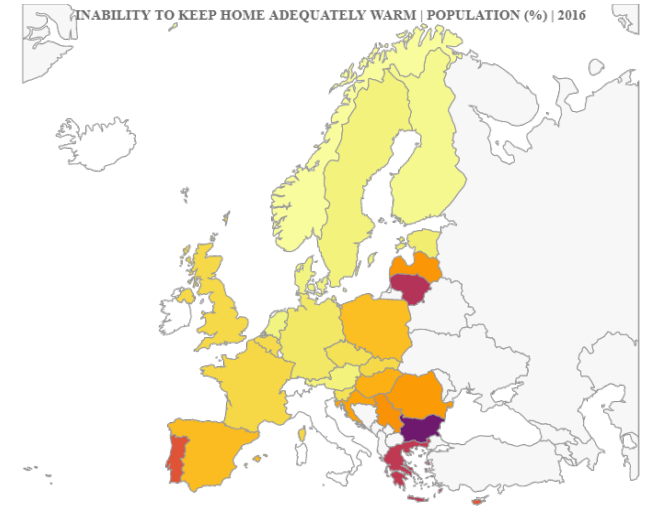 INABILITY TO KEEP HOME ADEQUATELY WARM | POPULATION (%) | 2016